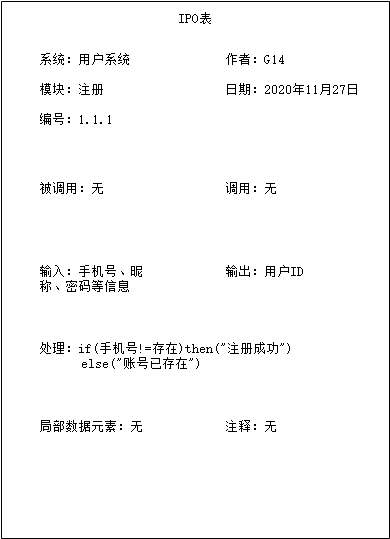 IPO表
系统：用户系统 作者：G14
模块：注册 日期：2020年11月27日
编号：1.1.1
被调用：无 调用：无
输入：手机号、昵 输出：用户ID
称、密码等信息
处理：if(手机号!=存在)then("注册成功")
else("账号已存在")
局部数据元素：无 注释：无